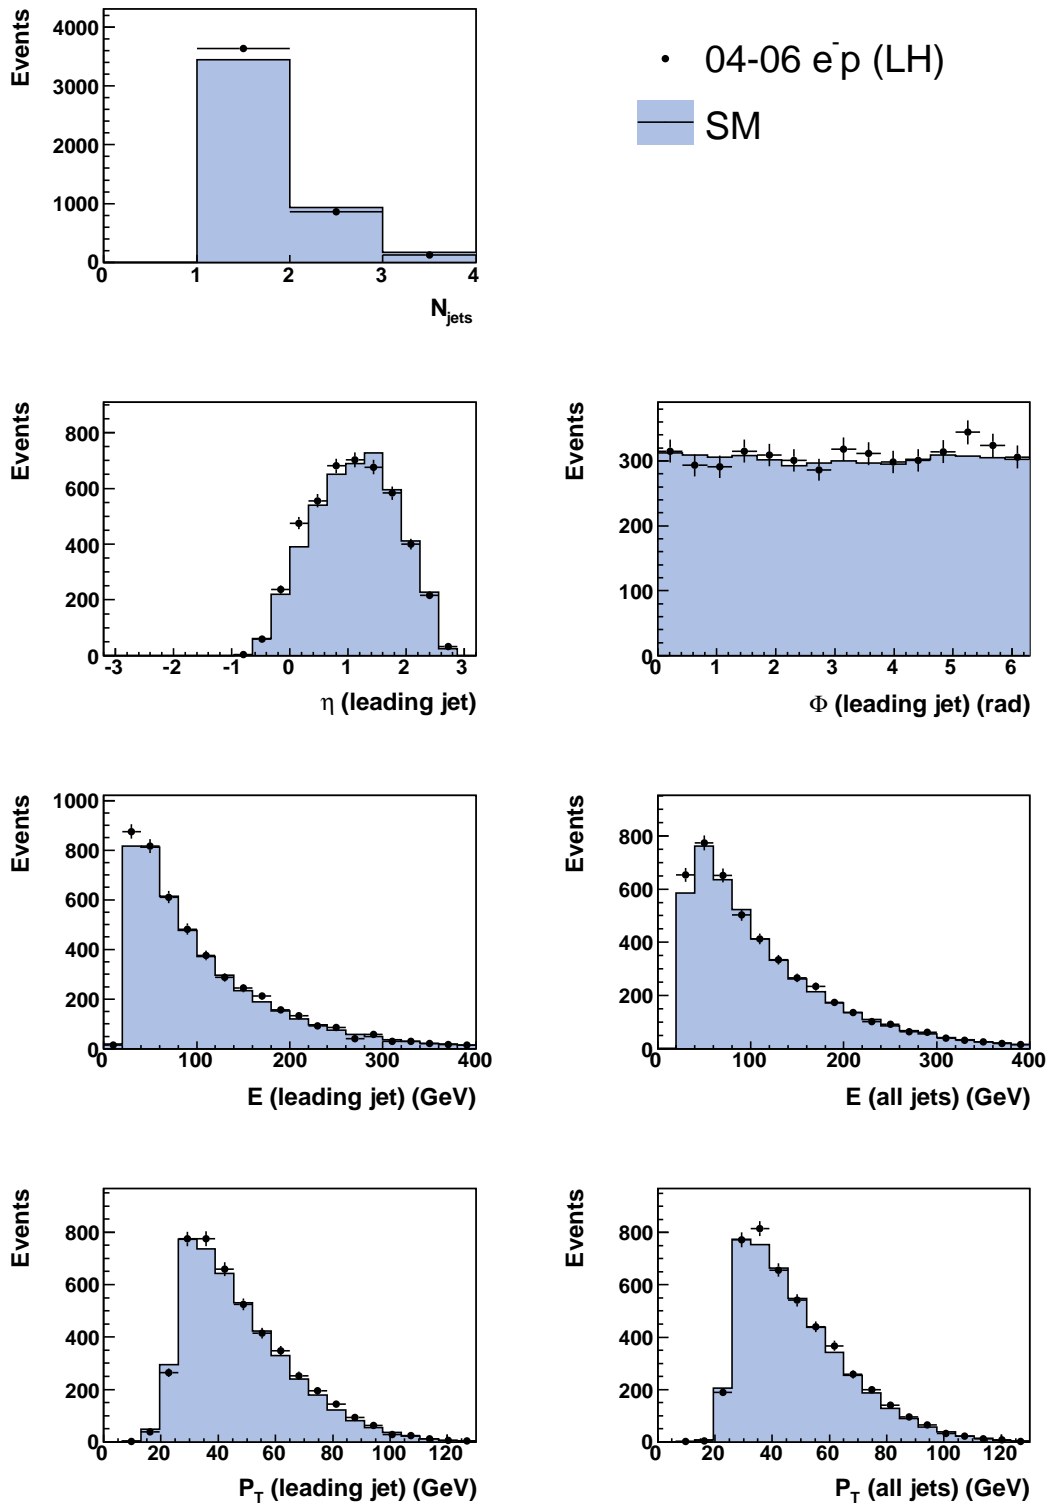 Events
4000
3000
2000
1000
0
0 1 2 3 4
N_jets
04-06 e⁻p (LH)
SM
Events
800
600
400
200
0
-3 -2 -1 0 1 2 3
η (leading jet)
Events
300
200
100
0
0 1 2 3 4 5 6
Φ (leading jet) (rad)
Events
1000
800
600
400
200
0
0 100 200 300 400
E (leading jet) (GeV)
Events
800
600
400
200
0
0 100 200 300 400
E (all jets) (GeV)
Events
800
600
400
200
0
0 20 40 60 80 100 120
P_T (leading jet) (GeV)
Events
800
600
400
200
0
0 20 40 60 80 100 120
P_T (all jets) (GeV)